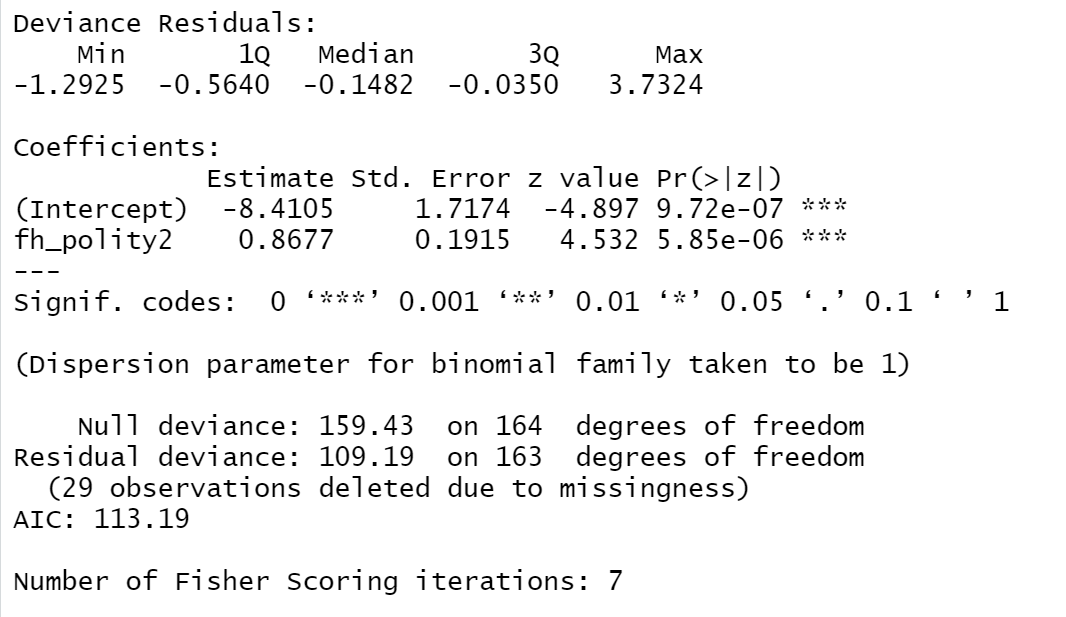 Deviance Residuals:
    Min       1Q   Median       3Q      Max
-1.2925  -0.5640  -0.1482  -0.0350   3.7324
Coefficients:
            Estimate Std. Error z value Pr(>|z|)
(Intercept)  -8.4105     1.7174  -4.897 9.72e-07 ***
fh_polity2    0.8677     0.1915   4.532 5.85e-06 ***
---
Signif. codes:  0 ‘***’ 0.001 ‘**’ 0.01 ‘*’ 0.05 ‘.’ 0.1 ‘ ’ 1
(Dispersion parameter for binomial family taken to be 1)
    Null deviance: 159.43  on 164  degrees of freedom
Residual deviance: 109.19  on 163  degrees of freedom
  (29 observations deleted due to missingness)
AIC: 113.19
Number of Fisher Scoring iterations: 7